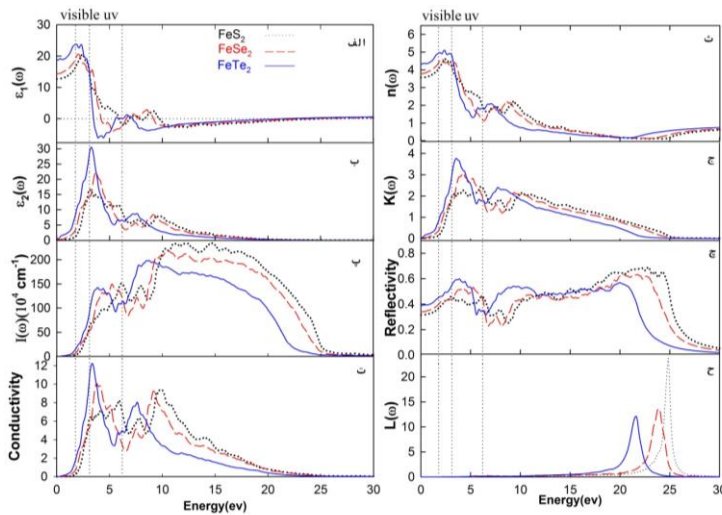 visible uv
FeS2
FeSe2
FeTe2
الف
ε1(ω)
30
20
10
0
ε2(ω)
30
25
20
15
10
5
0
I(ω)(10⁴ cm⁻¹)
200
150
100
50
0
Conductivity
12
10
8
6
4
2
0
0 5 10 15 20 25 30
Energy(ev)
visible uv
n(ω)
6
5
4
3
2
1
0
K(ω)
4
3
2
1
0
Reflectivity
0.8
0.6
0.4
0.2
0.0
L(ω)
20
15
10
5
0
0 5 10 15 20 25 30
Energy(ev)